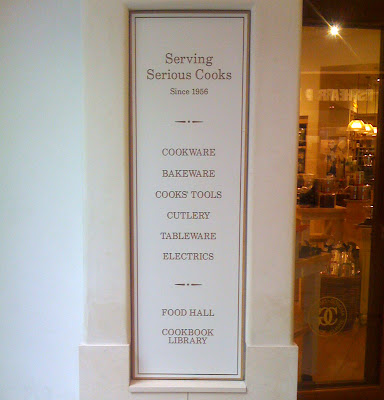 Serving
Serious Cooks
Since 1956
COOKWARE
BAKEWARE
COOKS' TOOLS
CUTLERY
TABLEWARE
ELECTRICS
FOOD HALL
COOKBOOK
LIBRARY